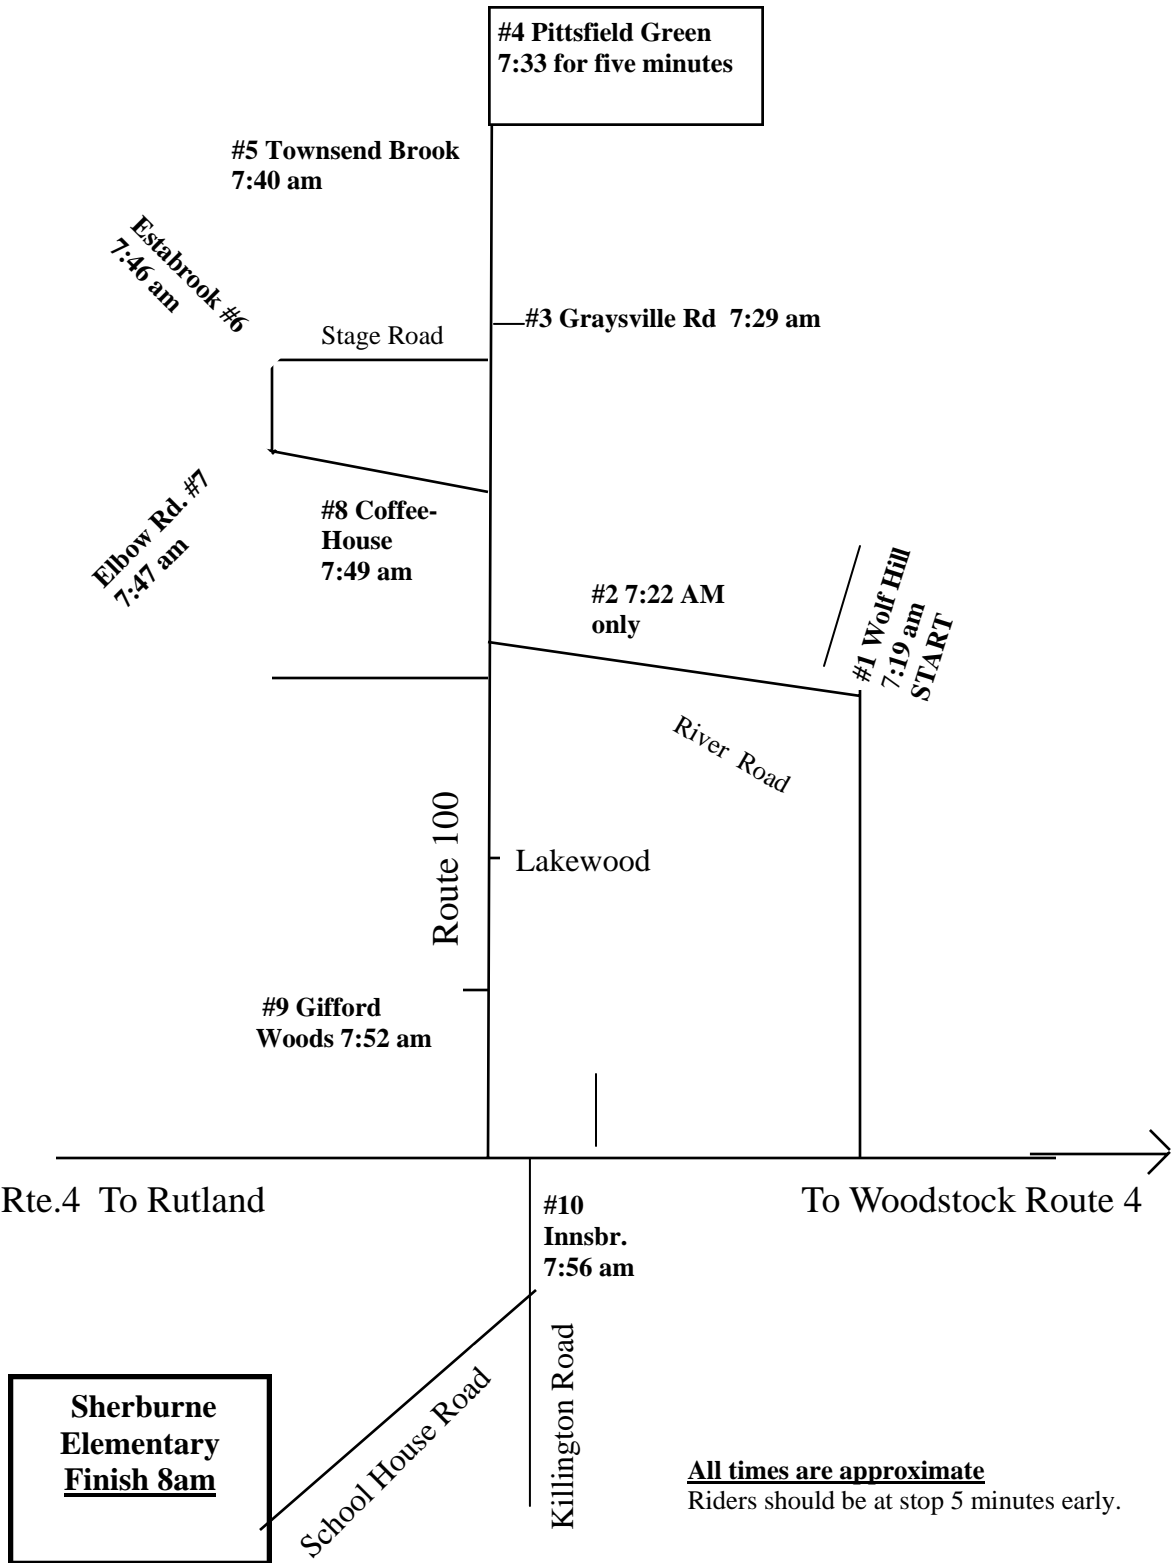 #4 Pittsfield Green
7:33 for five minutes
#5 Townsend Brook
7:40 am
Estabrook #6
7:46 am
#3 Graysville Rd  7:29 am
Stage Road
Elbow Rd. #7
7:47 am
#8 Coffee-
House
7:49 am
#2 7:22 AM
only
#1 Wolf Hill
7:19 am
START
River Road
Route 100
Lakewood
#9 Gifford
Woods 7:52 am
Rte.4  To Rutland
To Woodstock Route 4
#10
Innsbr.
7:56 am
Killington Road
School House Road
Sherburne
Elementary
Finish 8am
All times are approximate
Riders should be at stop 5 minutes early.